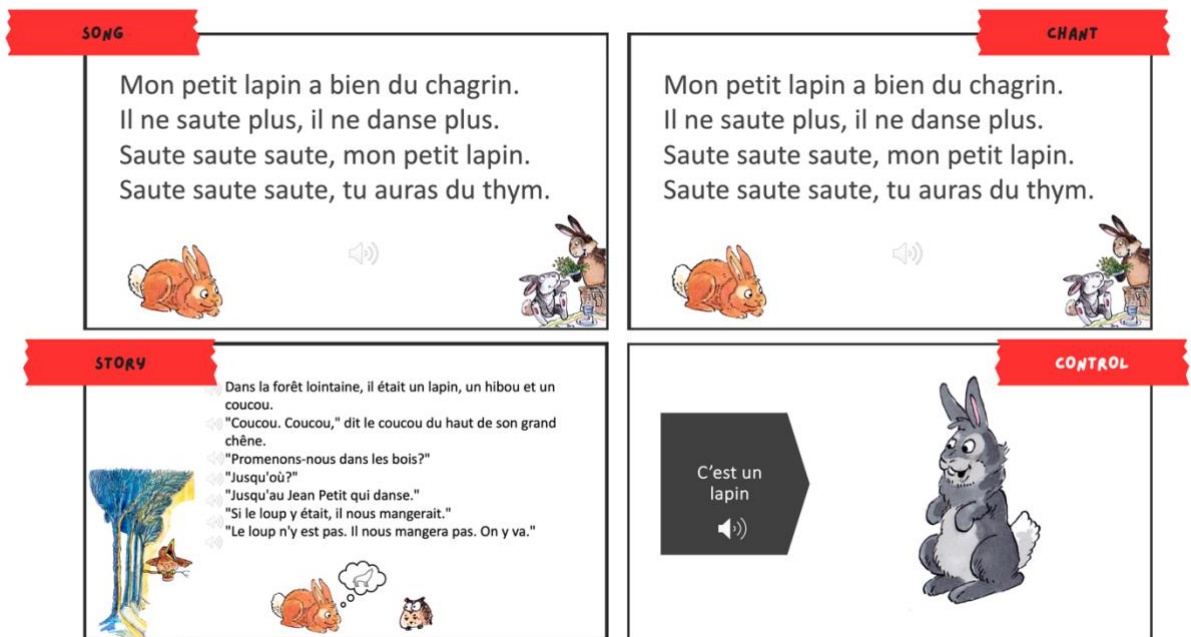 SONG
Mon petit lapin a bien du chagrin.
Il ne saute plus, il ne danse plus.
Saute saute saute, mon petit lapin.
Saute saute saute, tu auras du thym.
CHANT
Mon petit lapin a bien du chagrin.
Il ne saute plus, il ne danse plus.
Saute saute saute, mon petit lapin.
Saute saute saute, tu auras du thym.
STORY
Dans la forêt lointaine, il était un lapin, un hibou et un
coucou.
"Coucou. Coucou," dit le coucou du haut de son grand
chêne.
"Promenons-nous dans les bois?"
"Jusqu'où?"
"Jusqu'au Jean Petit qui danse."
"Si le loup y était, il nous mangerait."
"Le loup n'y est pas. Il nous mangera pas. On y va."
CONTROL
C'est un
lapin